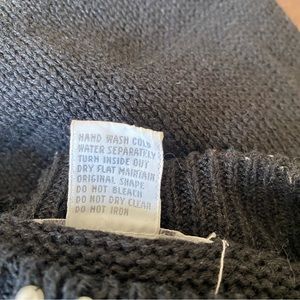 HAND WASH COLD
WATER SEPARATELY
TURN INSIDE OUT
DRY FLAT MAINTAIN
ORIGINAL SHAPE
DO NOT BLEACH
DO NOT DRY CLEAR
DO NOT IRON